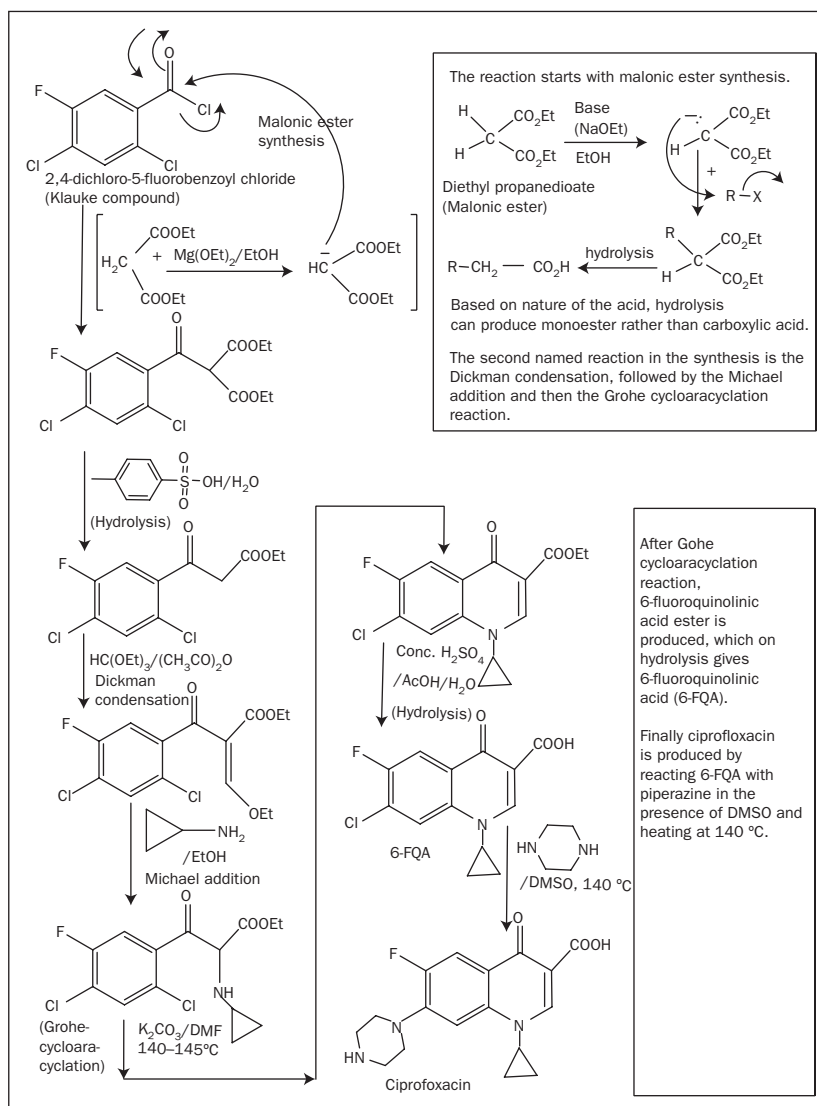 O
F
Cl
Cl
Cl
Malonic ester
synthesis
2,4-dichloro-5-fluorobenzoyl chloride
(Klauke compound)
COOEt
H2C + Mg(OEt)2/EtOH
COOEt
COOEt
HC
COOEt
The reaction starts with malonic ester synthesis.
H CO2Et
C
H CO2Et
Base
(NaOEt)
EtOH
Diethyl propanedioate
(Malonic ester)
CO2Et
H C
CO2Et
+
R–X
R CO2Et
C
H CO2Et
hydrolysis
R–CH2 — CO2H
Based on nature of the acid, hydrolysis
can produce monoester rather than carboxylic acid.
The second named reaction in the synthesis is the
Dickman condensation, followed by the Michael
addition and then the Grohe cycloaracyclation
reaction.
O
F COOEt
COOEt
Cl Cl
O
S OH/H2O
O
(Hydrolysis)
O
F COOEt
Cl Cl
HC(OEt)3/(CH3CO)2O
Dickman
condensation
O COOEt
F
Cl Cl
OEt
NH2
/EtOH
Michael addition
O
F COOEt
NH
Cl Cl
(Grohe-
cycloara-
cyclation)
K2CO3/DMF
140–145°C
O
F COOEt
Cl N
Conc. H2SO4
/AcOH/H2O
(Hydrolysis)
O
F COOH
Cl N
6-FQA
HN NH
/DMSO, 140 °C
O
F COOH
N N
HN
Ciprofoxacin
After Gohe
cycloaracyclation
reaction,
6-fluoroquinolinic
acid ester is
produced, which on
hydrolysis gives
6-fluoroquinolinic
acid (6-FQA).
Finally ciprofloxacin
is produced by
reacting 6-FQA with
piperazine in the
presence of DMSO and
heating at 140 °C.